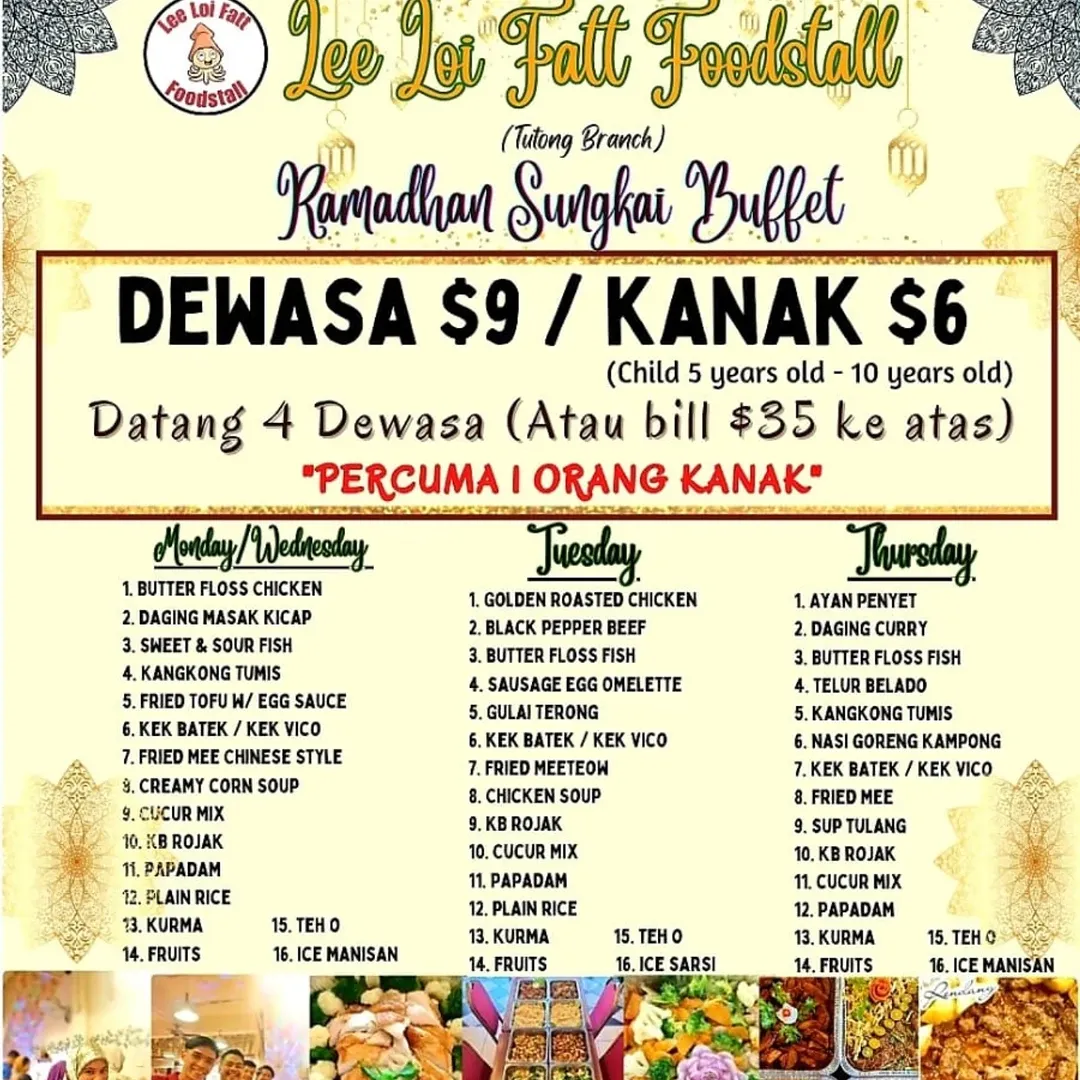 Lee Loi Fatt
Foodstall
Lee Loi Fatt Foodstall
(Tutong Branch)
Ramadhan Sungkai Buffet
DEWASA $9 / KANAK $6
(Child 5 years old - 10 years old)
Datang 4 Dewasa (Atau bill $35 ke atas)
"PERCUMA 1 ORANG KANAK"
Monday/Wednesday
1. BUTTER FLOSS CHICKEN
2. DAGING MASAK KICAP
3. SWEET & SOUR FISH
4. KANGKONG TUMIS
5. FRIED TOFU W/ EGG SAUCE
6. KEK BATEK / KEK VICO
7. FRIED MEE CHINESE STYLE
8. CREAMY CORN SOUP
9. CUCUR MIX
10. KB ROJAK
11. PAPADAM
12. PLAIN RICE
13. KURMA
14. FRUITS
15. TEH O
16. ICE MANISAN
Tuesday
1. GOLDEN ROASTED CHICKEN
2. BLACK PEPPER BEEF
3. BUTTER FLOSS FISH
4. SAUSAGE EGG OMELETTE
5. GULAI TERONG
6. KEK BATEK / KEK VICO
7. FRIED MEETEOW
8. CHICKEN SOUP
9. KB ROJAK
10. CUCUR MIX
11. PAPADAM
12. PLAIN RICE
13. KURMA
14. FRUITS
15. TEH O
16. ICE SARSI
Thursday
1. AYAN PENYET
2. DAGING CURRY
3. BUTTER FLOSS FISH
4. TELUR BELADO
5. KANGKONG TUMIS
6. NASI GORENG KAMPONG
7. KEK BATEK / KEK VICO
8. FRIED MEE
9. SUP TULANG
10. KB ROJAK
11. CUCUR MIX
12. PAPADAM
13. KURMA
14. FRUITS
15. TEH O
16. ICE MANISAN
Rendang